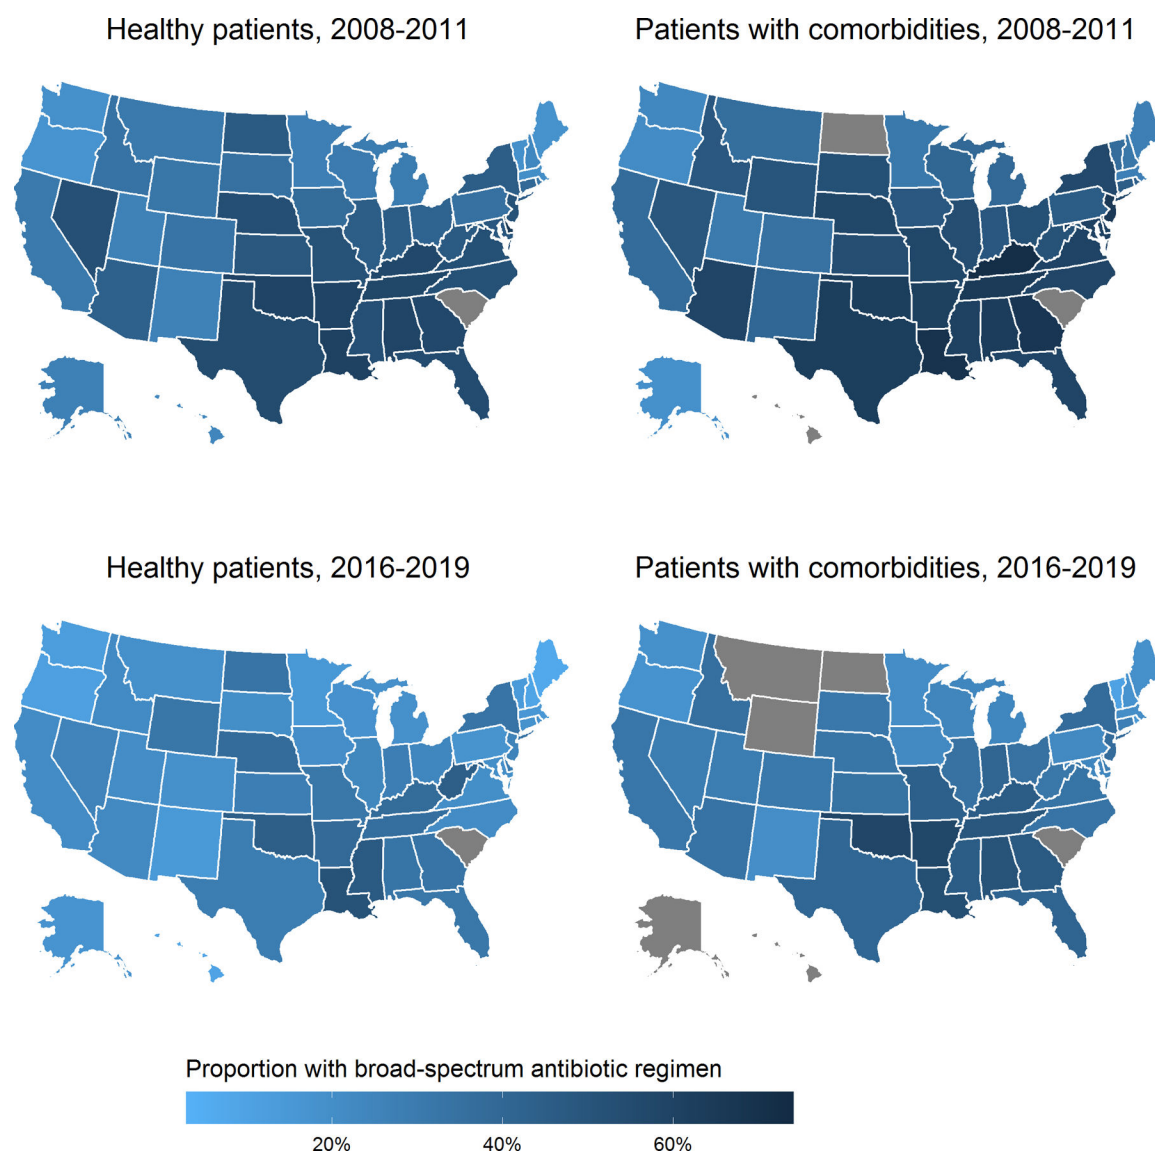 Healthy patients, 2008-2011
Patients with comorbidities, 2008-2011
Healthy patients, 2016-2019
Patients with comorbidities, 2016-2019
Proportion with broad-spectrum antibiotic regimen
20% 40% 60%